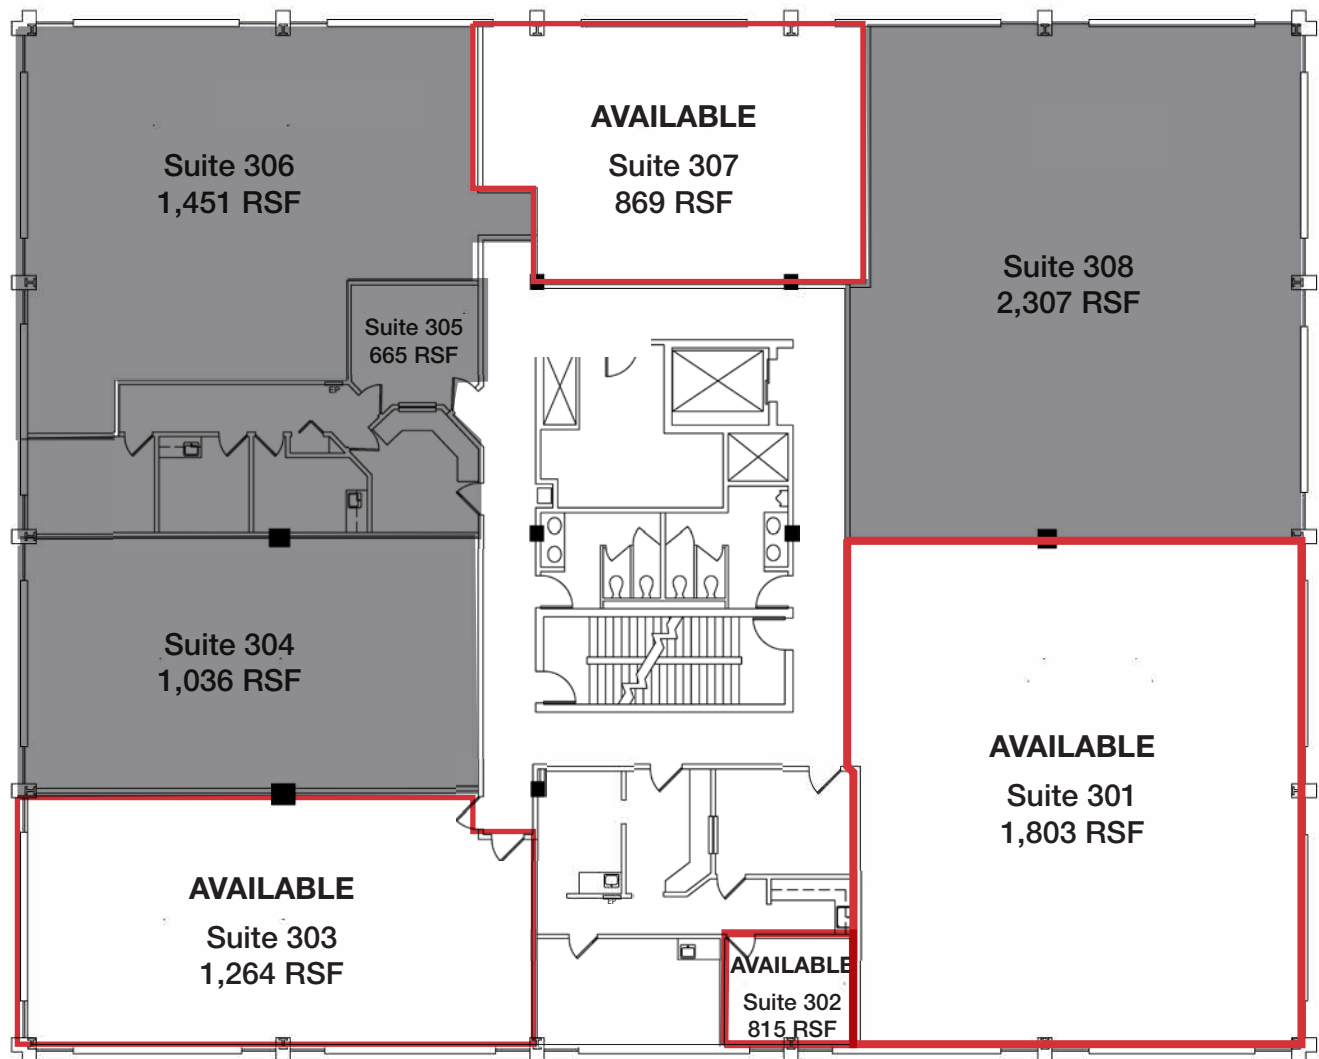 AVAILABLE
Suite 307
869 RSF
Suite 306
1,451 RSF
Suite 308
2,307 RSF
Suite 305
665 RSF
EP
Suite 304
1,036 RSF
AVAILABLE
Suite 301
1,803 RSF
AVAILABLE
Suite 303
1,264 RSF
EP
AVAILABLE
Suite 302
815 RSF